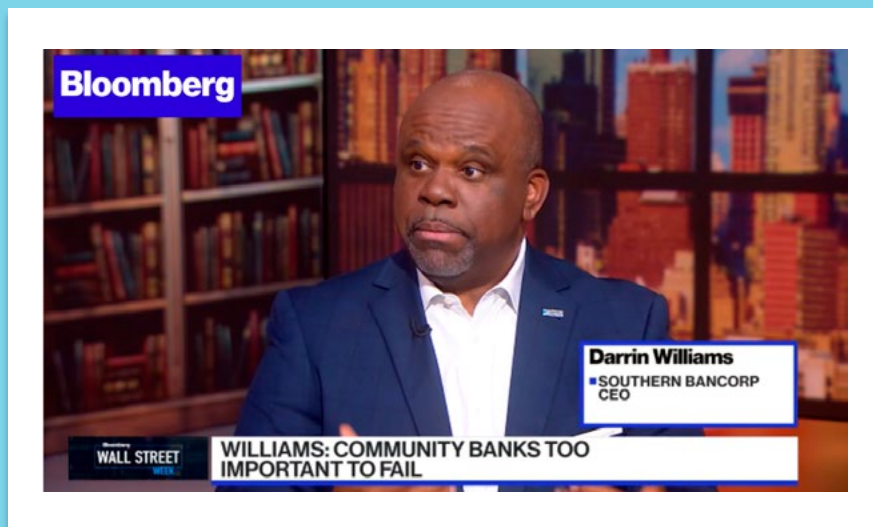 Bloomberg
Darrin Williams
SOUTHERN BANCORP
CEO
Bloomberg
WALL STREET
WEEK
WILLIAMS: COMMUNITY BANKS TOO
IMPORTANT TO FAIL